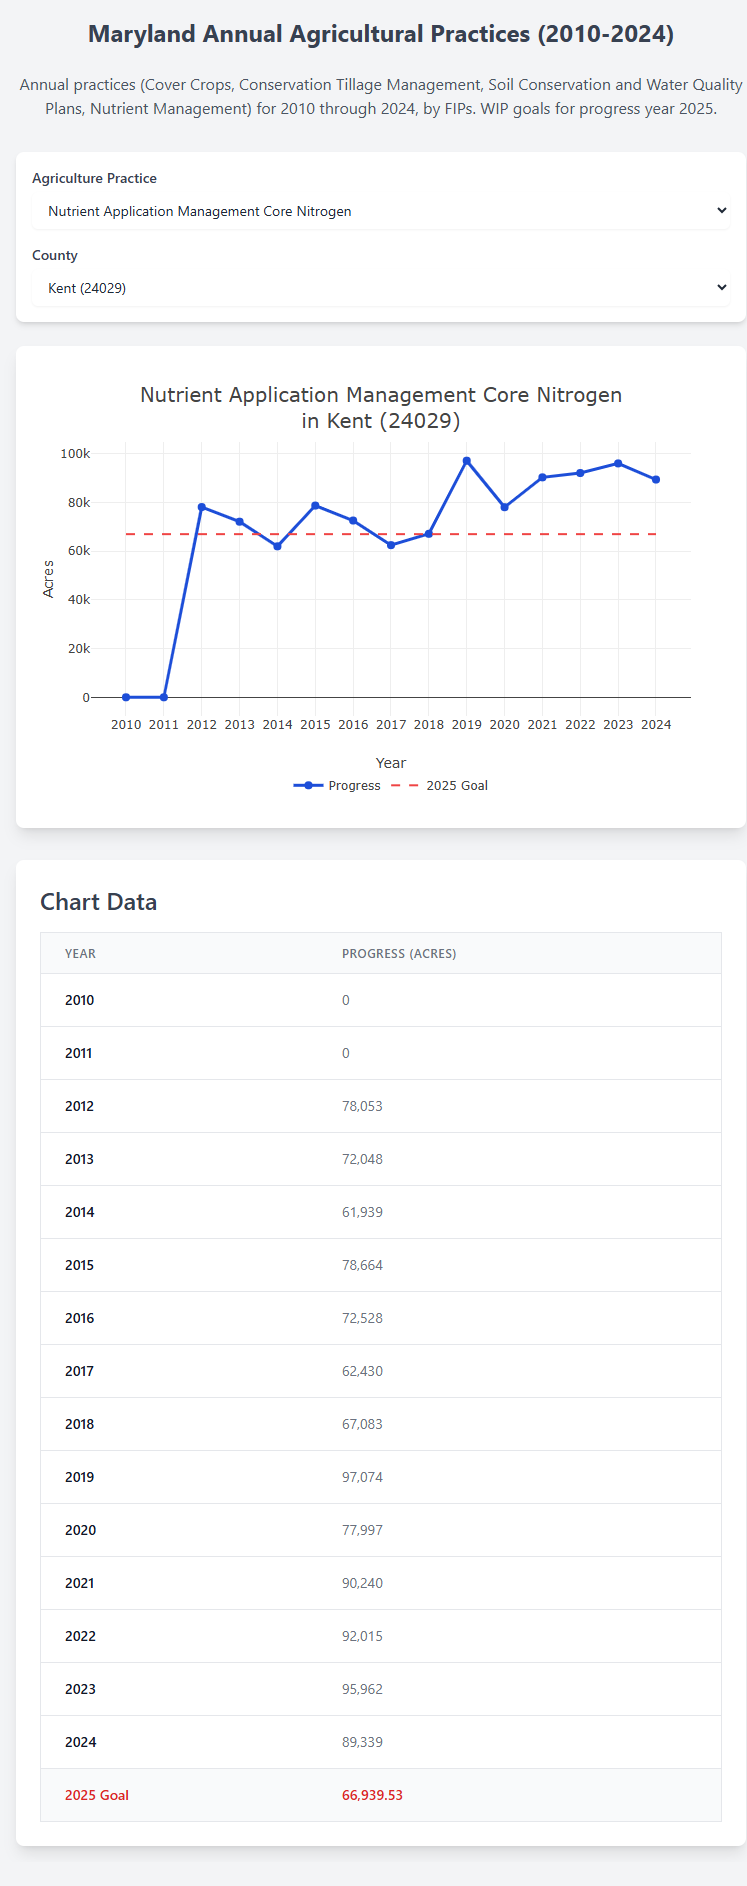 Maryland Annual Agricultural Practices (2010-2024)
Annual practices (Cover Crops, Conservation Tillage Management, Soil Conservation and Water Quality
Plans, Nutrient Management) for 2010 through 2024, by FIPs. WIP goals for progress year 2025.
Agriculture Practice
Nutrient Application Management Core Nitrogen
County
Kent (24029)
Nutrient Application Management Core Nitrogen
in Kent (24029)
100k
80k
60k
40k
20k
0
Acres
2010 2011 2012 2013 2014 2015 2016 2017 2018 2019 2020 2021 2022 2023 2024
Year
Progress 2025 Goal
Chart Data
YEAR PROGRESS (ACRES)
2010 0
2011 0
2012 78,053
2013 72,048
2014 61,939
2015 78,664
2016 72,528
2017 62,430
2018 67,083
2019 97,074
2020 77,997
2021 90,240
2022 92,015
2023 95,962
2024 89,339
2025 Goal 66,939.53